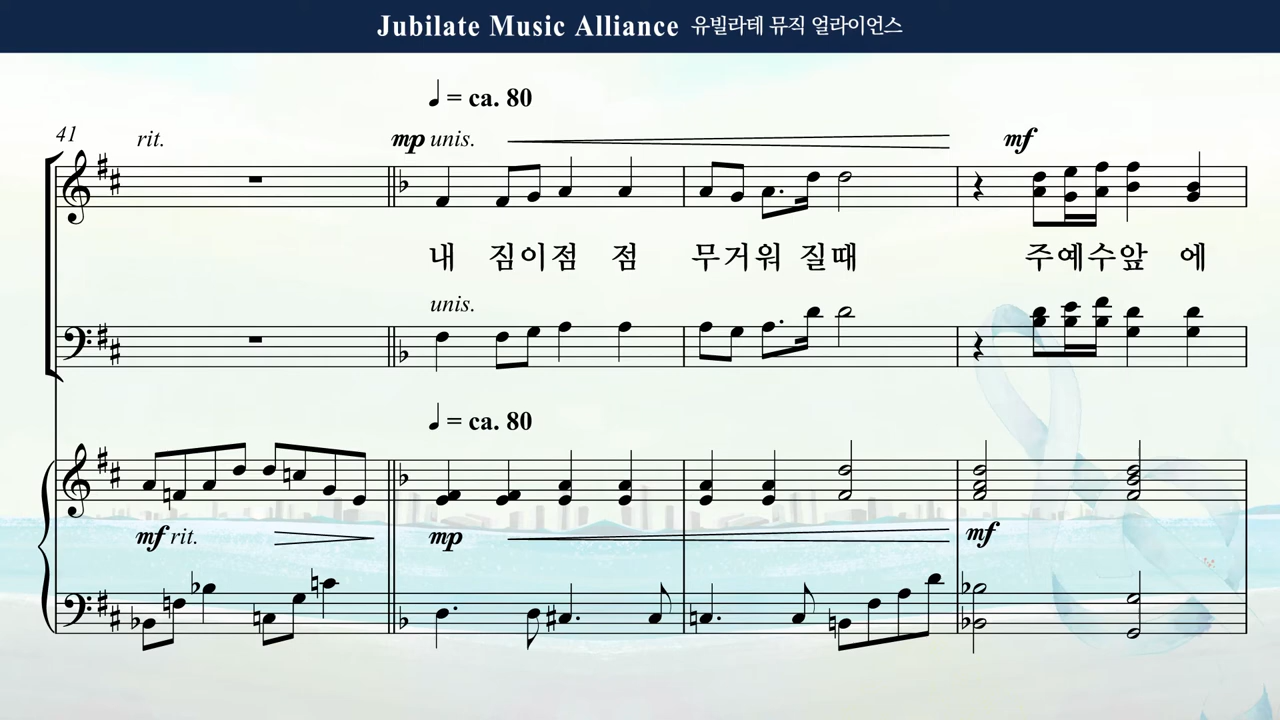 Jubilate Music Alliance 유빌라테 뮤직 얼라이언스
♩ = ca. 80
41 rit. mp unis. mf
내 짐이점 점 무거워 질때 주예수앞 에
unis.
♩ = ca. 80
mf rit. mp mf